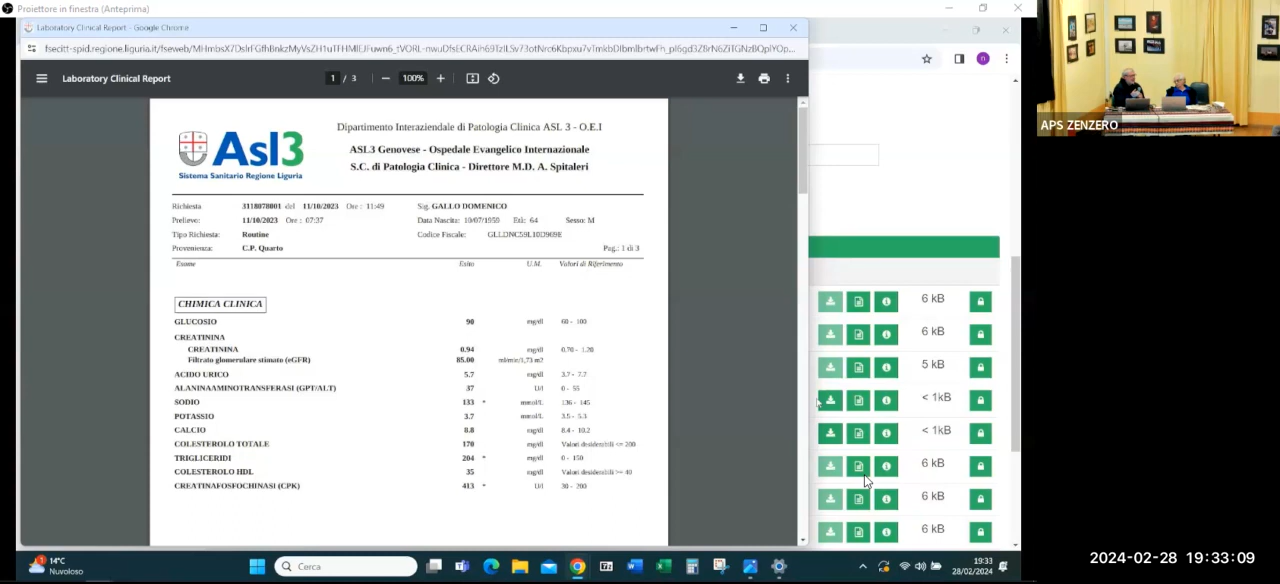 Proiettore in finestra (Anteprima)
Laboratory Clinical Report - Google Chrome
Laboratory Clinical Report
1 / 3
100%
Asl3
Sistema Sanitario Regione Liguria
Dipartimento Interaziendale di Patologia Clinica ASL 3 - O.E.I
ASL3 Genovese - Ospedale Evangelico Internazionale
S.C. di Patologia Clinica - Direttore M.D. A. Spitaleri
Richiesta 3118078001 del 11/10/2023 Ore : 11:49 Sig. GALLO DOMENICO
Prelievo: 11/10/2023 Ore : 07:37 Data Nascita: 10/07/1959 Età: 64 Sesso: M
Tipo Richiesta: Routine Codice Fiscale: GLLDNC59L10D969E
Provenienza: C.P. Quarto Pag.: 1 di 3
Esame Esito U.M. Valori di Riferimento
CHIMICA CLINICA
GLUCOSIO 90 mg/dl 60 - 100
CREATININA
CREATININA 0.94 mg/dl 0.70 - 1.20
Filtrato glomerulare stimato (eGFR) 85.00 ml/min/1,73 m2
ACIDO URICO 5.7 mg/dl 3.7 - 7.7
ALANINAAMINOTRANSFERASI (GPT/ALT) 37 U/l 0 - 55
SODIO 133 * mmol/L 136 - 145
POTASSIO 3.7 mmol/L 3.5 - 5.3
CALCIO 8.8 mg/dl 8.4 - 10.2
COLESTEROLO TOTALE 170 mg/dl Valori desiderabili <= 200
TRIGLICERIDI 204 * mg/dl 0 - 150
COLESTEROLO HDL 35 mg/dl Valori desiderabili >= 40
CREATINAFOSFOCHINASI (CPK) 413 * U/l 30 - 200
n
6 kB
6 kB
5 kB
< 1kB
< 1kB
6 kB
6 kB
6 kB
APS ZENZERO
14°C
Nuvoloso
Cerca
19:33
28/02/2024
2024-02-28 19:33:09